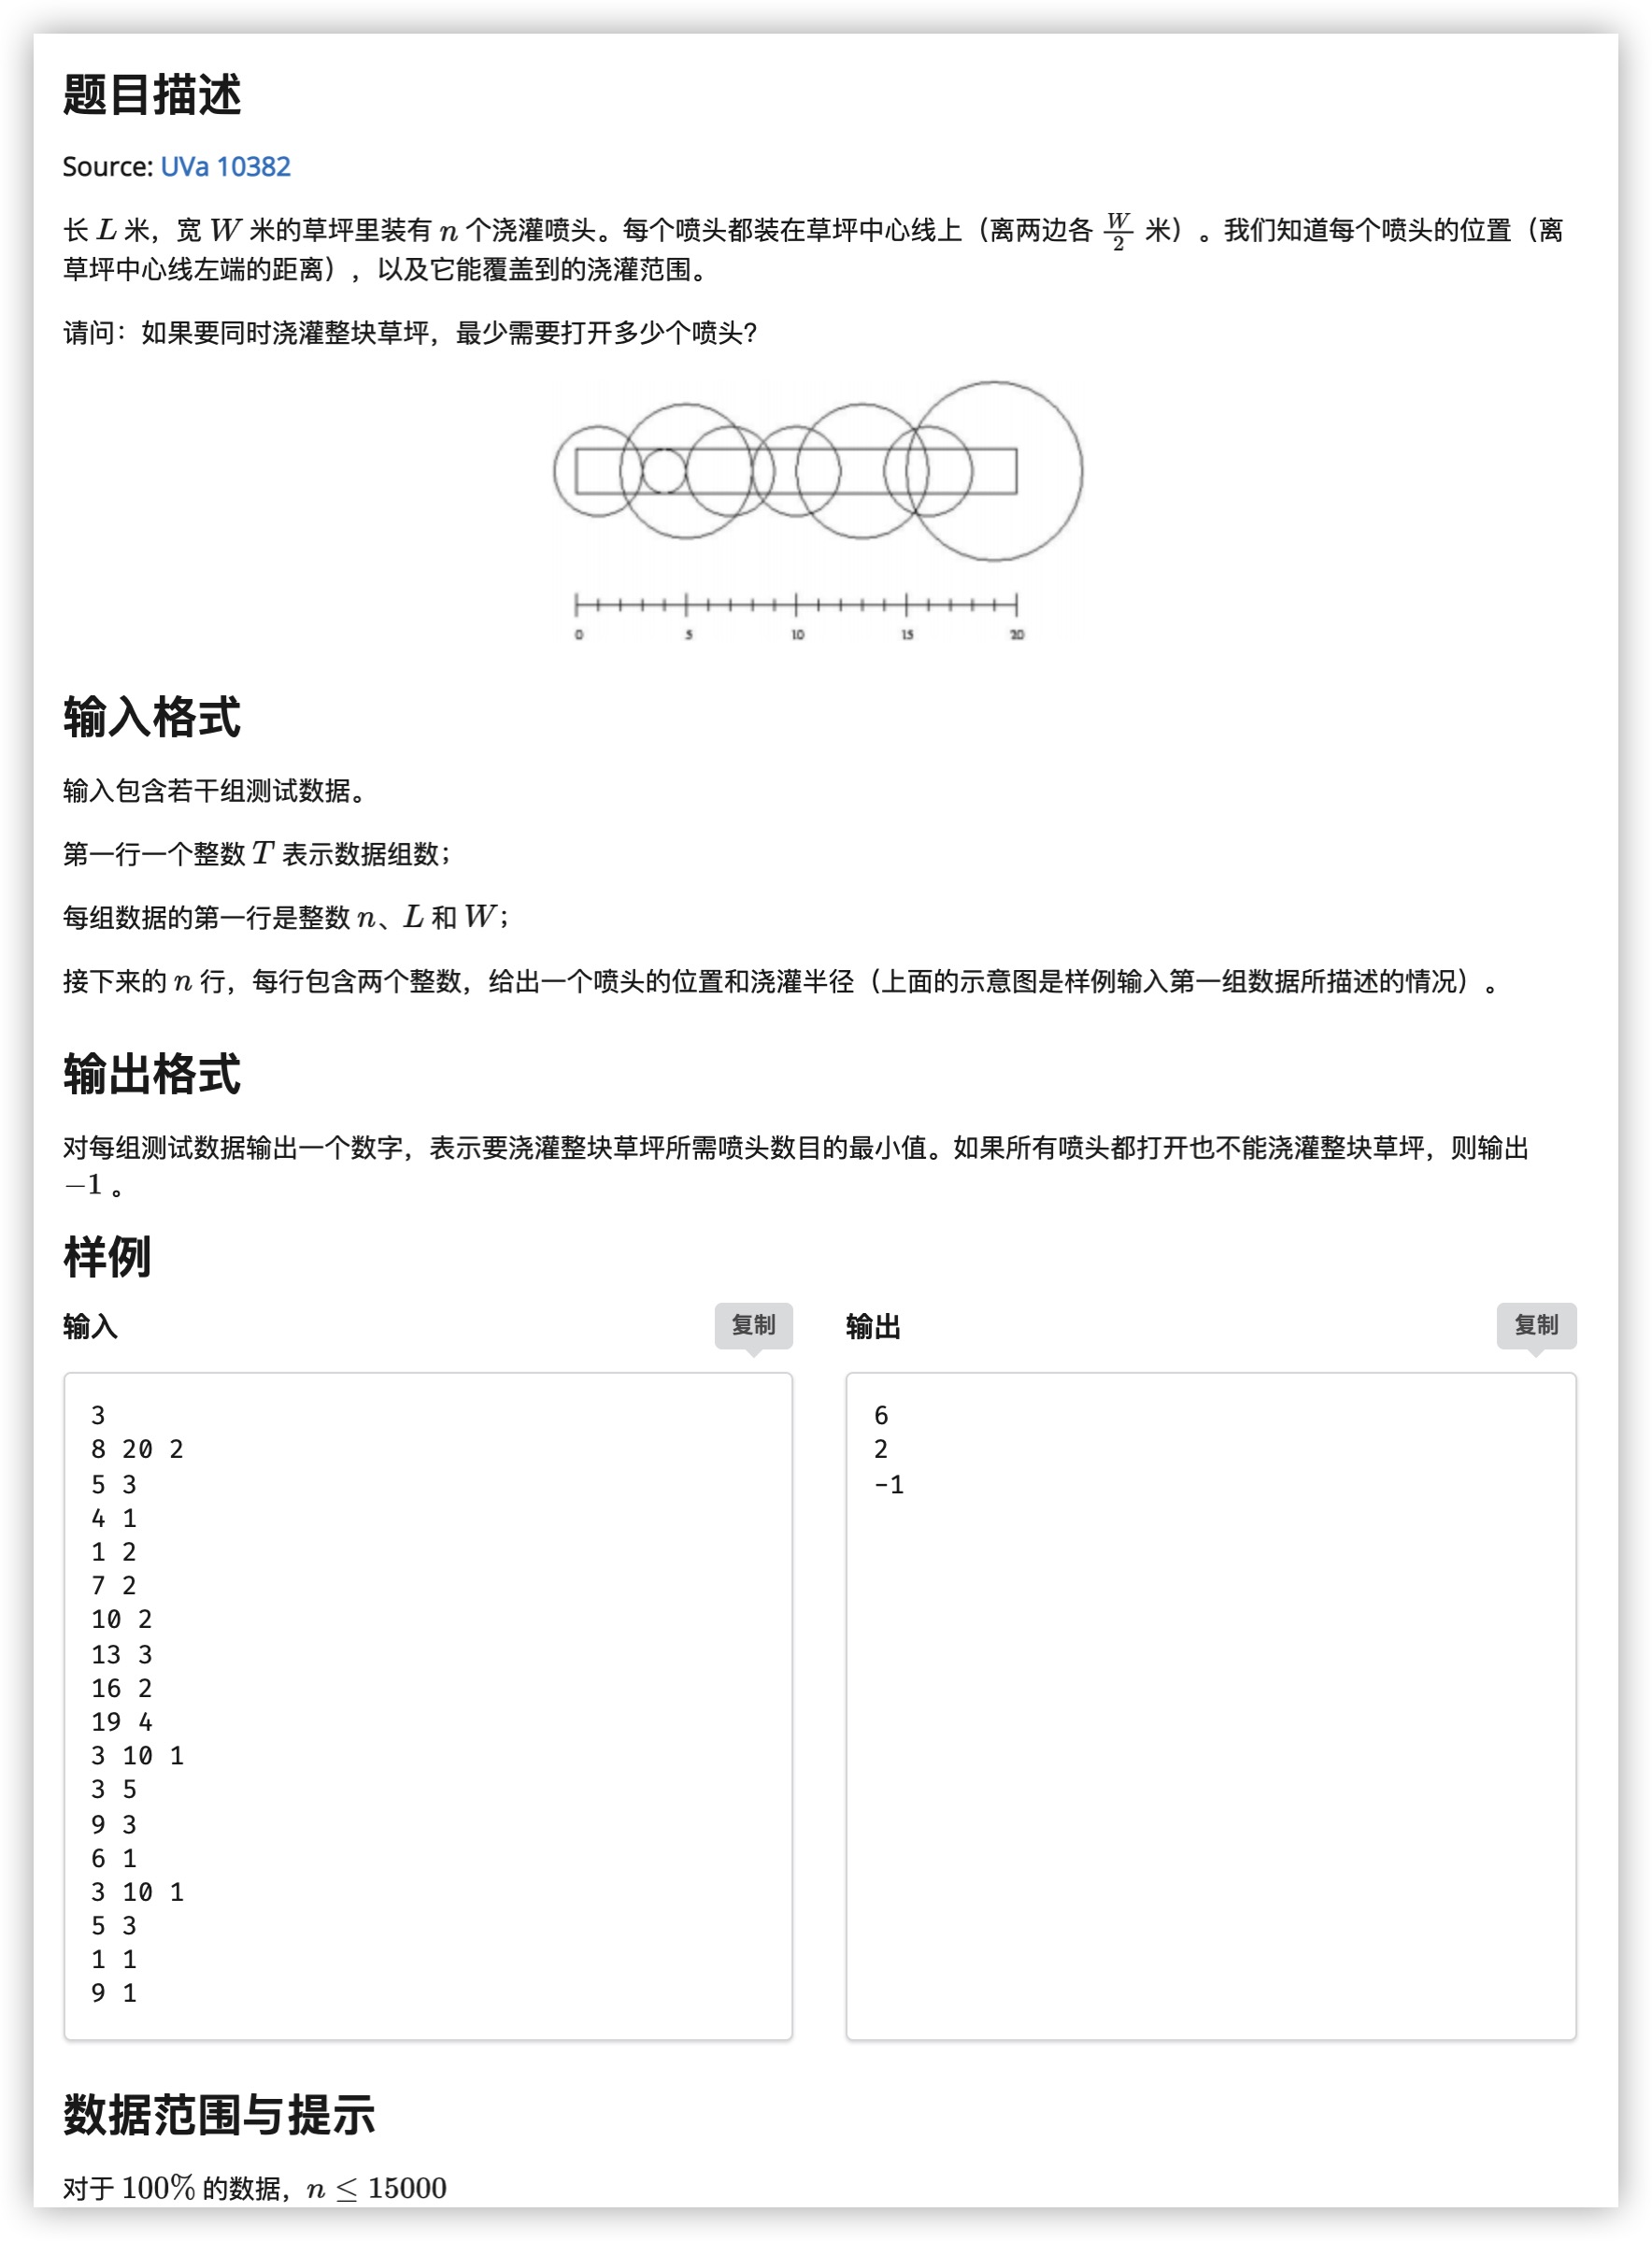 题目描述
Source: UVa 10382
长 L 米，宽 W 米的草坪里装有 n 个浇灌喷头。每个喷头都装在草坪中心线上（离两边各 W/2 米）。我们知道每个喷头的位置（离
草坪中心线左端的距离），以及它能覆盖到的浇灌范围。
请问：如果要同时浇灌整块草坪，最少需要打开多少个喷头？
0 5 10 15 20
输入格式
输入包含若干组测试数据。
第一行一个整数 T 表示数据组数；
每组数据的第一行是整数 n、L 和 W；
接下来的 n 行，每行包含两个整数，给出一个喷头的位置和浇灌半径（上面的示意图是样例输入第一组数据所描述的情况）。
输出格式
对每组测试数据输出一个数字，表示要浇灌整块草坪所需喷头数目的最小值。如果所有喷头都打开也不能浇灌整块草坪，则输出
−1 。
样例
输入
复制
3
8 20 2
5 3
4 1
1 2
7 2
10 2
13 3
16 2
19 4
3 10 1
3 5
9 3
6 1
3 10 1
5 3
1 1
9 1
输出
复制
6
2
-1
数据范围与提示
对于 100% 的数据，n ≤ 15000